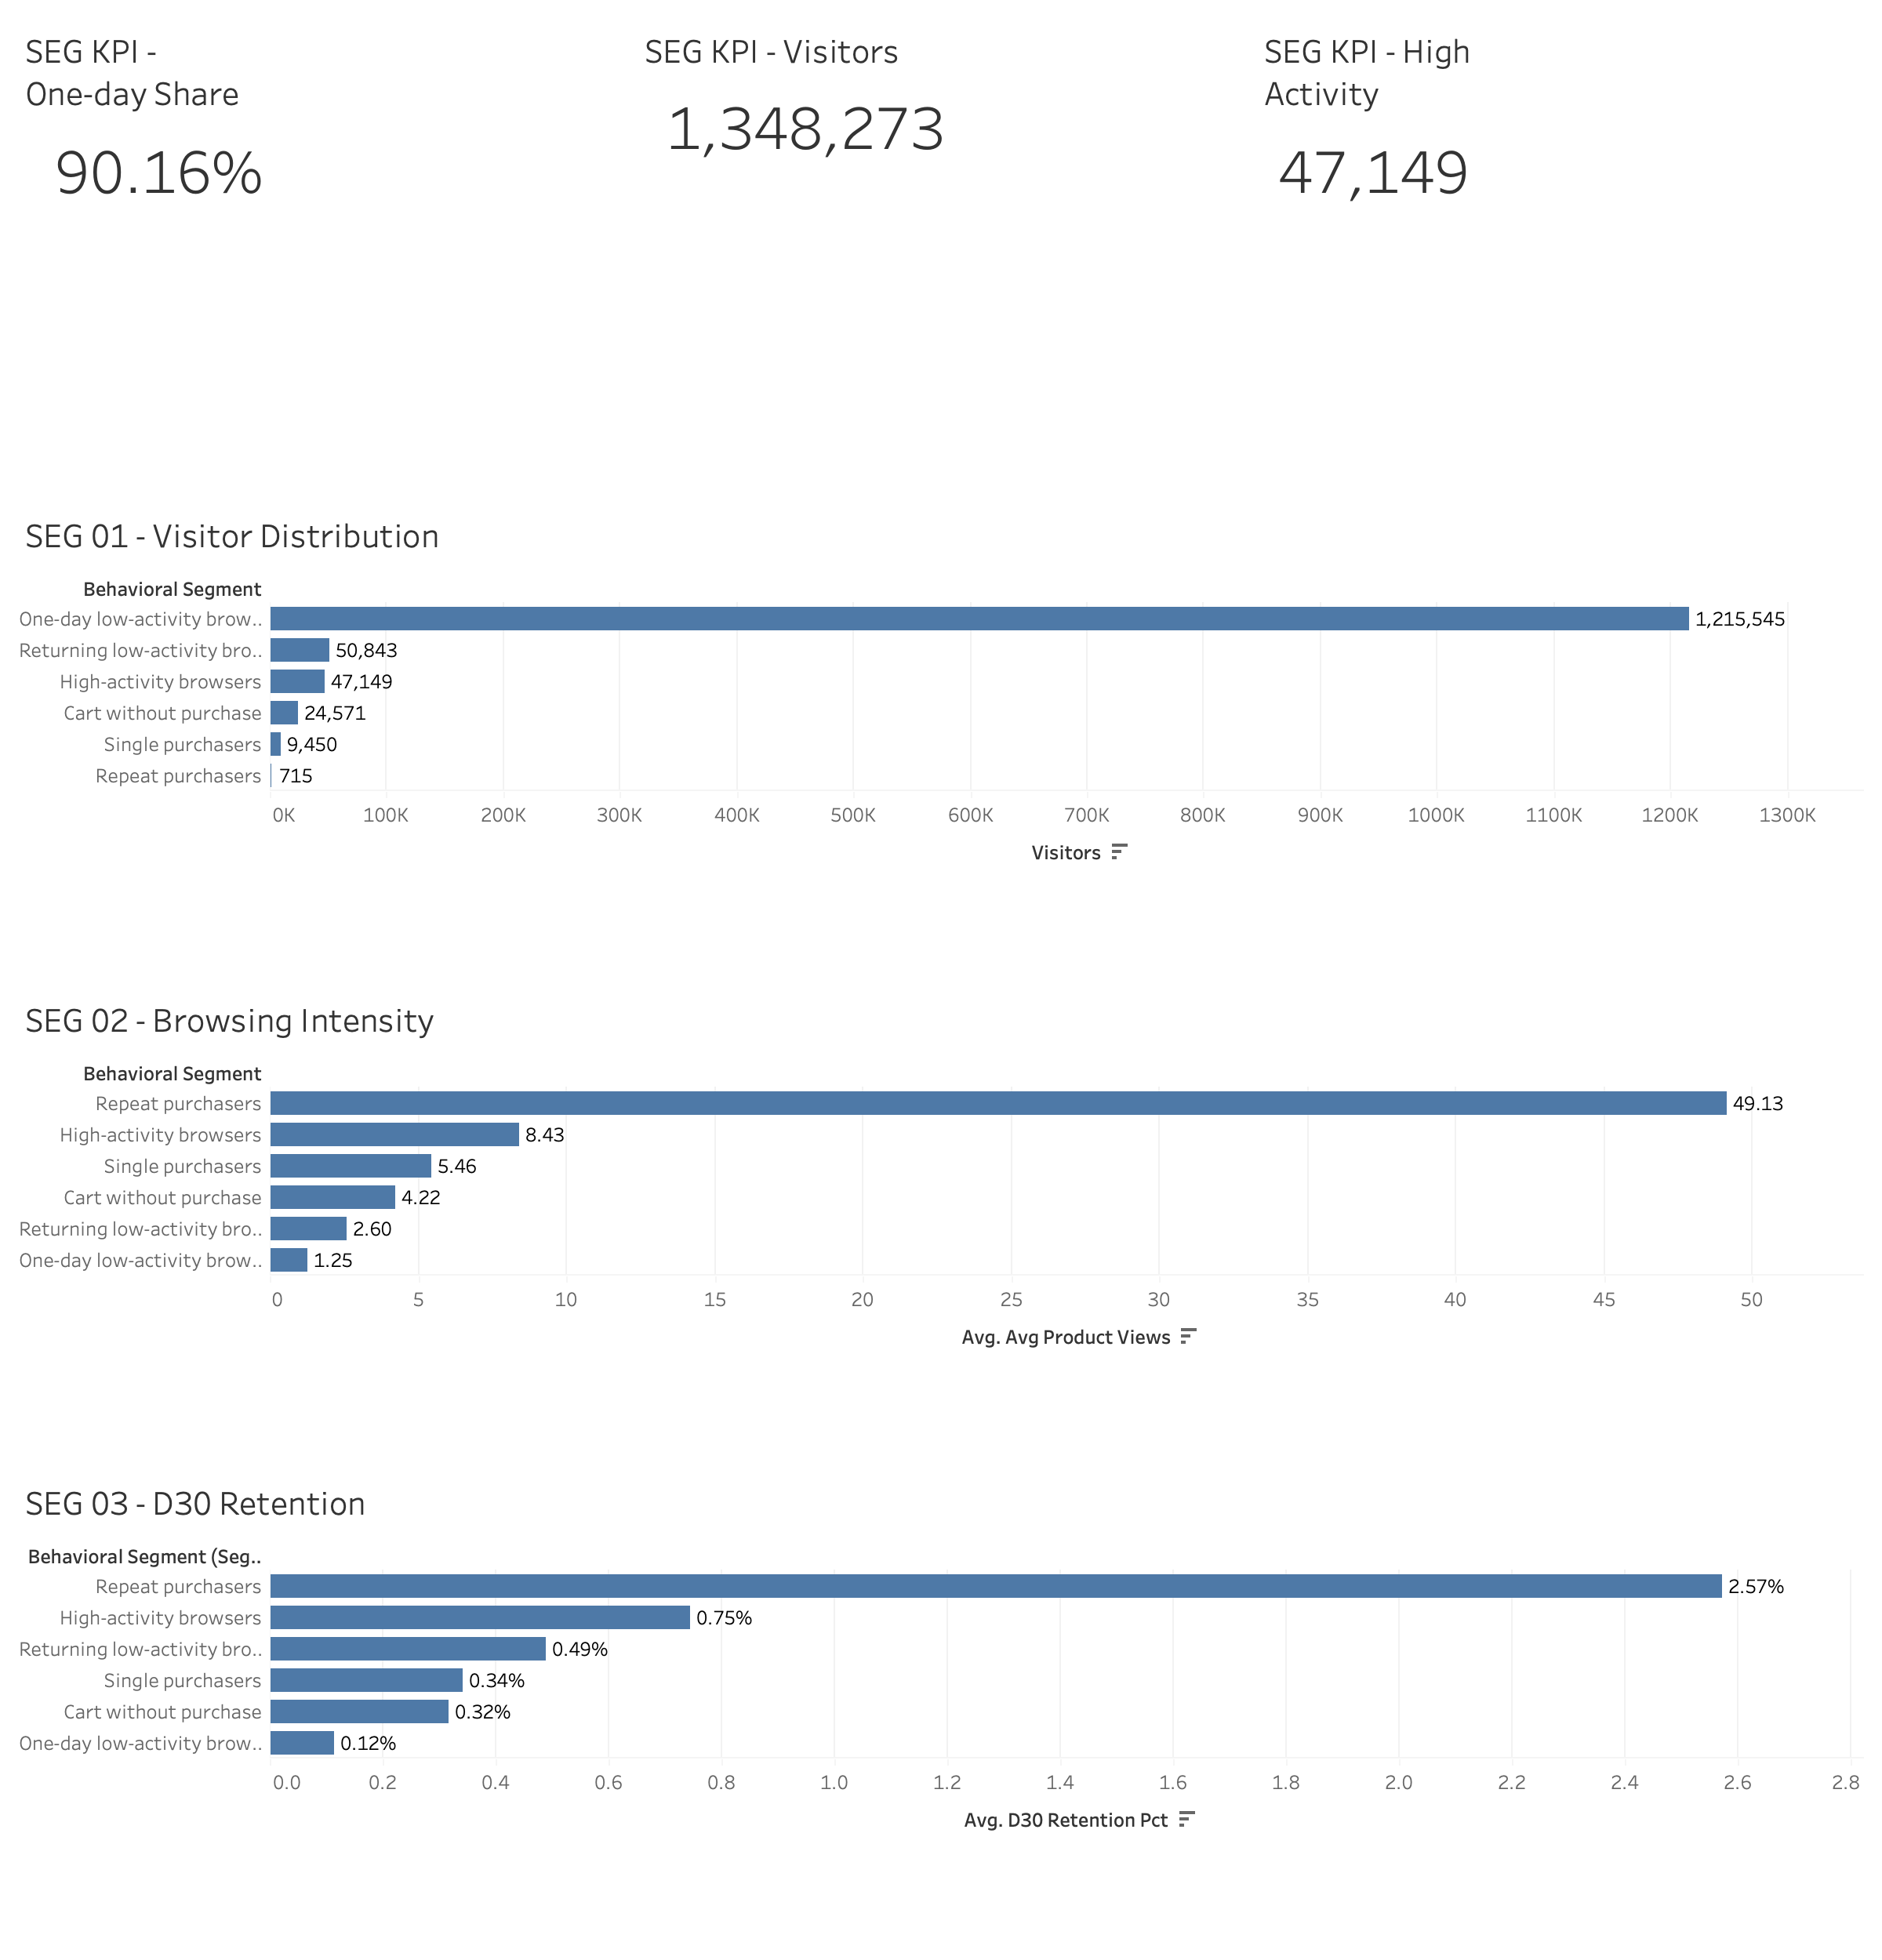 SEG KPI -
One-day Share
90.16%
SEG KPI - Visitors
1,348,273
SEG KPI - High
Activity
47,149
SEG 01 - Visitor Distribution
Behavioral Segment
One-day low-activity brow.. 1,215,545
Returning low-activity bro.. 50,843
High-activity browsers 47,149
Cart without purchase 24,571
Single purchasers 9,450
Repeat purchasers 715
0K 100K 200K 300K 400K 500K 600K 700K 800K 900K 1000K 1100K 1200K 1300K
Visitors
SEG 02 - Browsing Intensity
Behavioral Segment
Repeat purchasers 49.13
High-activity browsers 8.43
Single purchasers 5.46
Cart without purchase 4.22
Returning low-activity bro.. 2.60
One-day low-activity brow.. 1.25
0 5 10 15 20 25 30 35 40 45 50
Avg. Avg Product Views
SEG 03 - D30 Retention
Behavioral Segment (Seg..
Repeat purchasers 2.57%
High-activity browsers 0.75%
Returning low-activity bro.. 0.49%
Single purchasers 0.34%
Cart without purchase 0.32%
One-day low-activity brow.. 0.12%
0.0 0.2 0.4 0.6 0.8 1.0 1.2 1.4 1.6 1.8 2.0 2.2 2.4 2.6 2.8
Avg. D30 Retention Pct